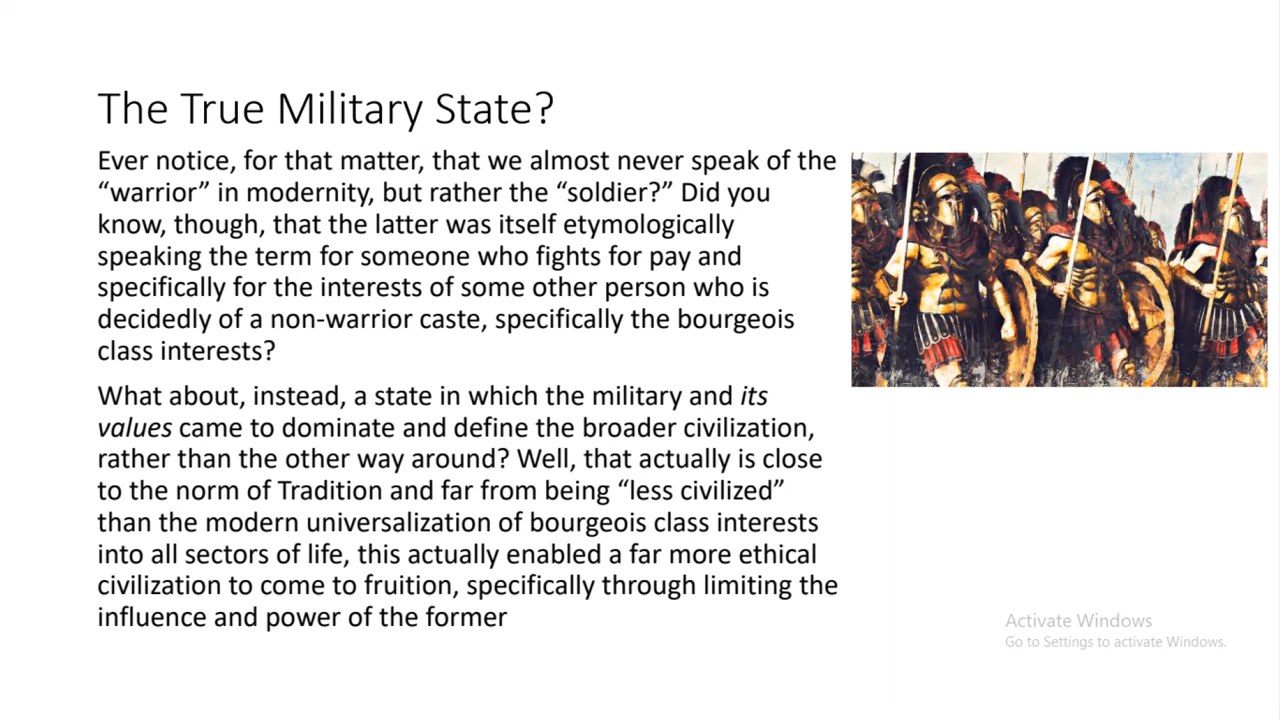 The True Military State?
Ever notice, for that matter, that we almost never speak of the
“warrior” in modernity, but rather the “soldier?” Did you
know, though, that the latter was itself etymologically
speaking the term for someone who fights for pay and
specifically for the interests of some other person who is
decidedly of a non-warrior caste, specifically the bourgeois
class interests?
What about, instead, a state in which the military and its
values came to dominate and define the broader civilization,
rather than the other way around? Well, that actually is close
to the norm of Tradition and far from being “less civilized”
than the modern universalization of bourgeois class interests
into all sectors of life, this actually enabled a far more ethical
civilization to come to fruition, specifically through limiting the
influence and power of the former
Activate Windows
Go to Settings to activate Windows.